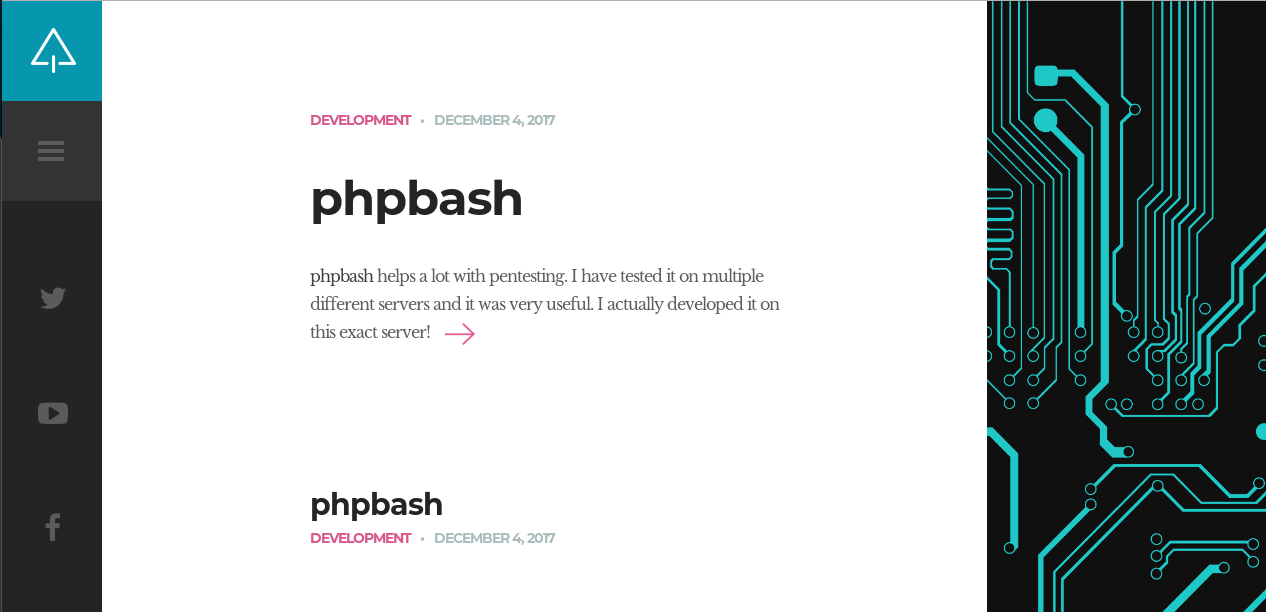 DEVELOPMENT • DECEMBER 4, 2017
phpbash
phpbash helps a lot with pentesting. I have tested it on multiple
different servers and it was very useful. I actually developed it on
this exact server!
phpbash
DEVELOPMENT • DECEMBER 4, 2017